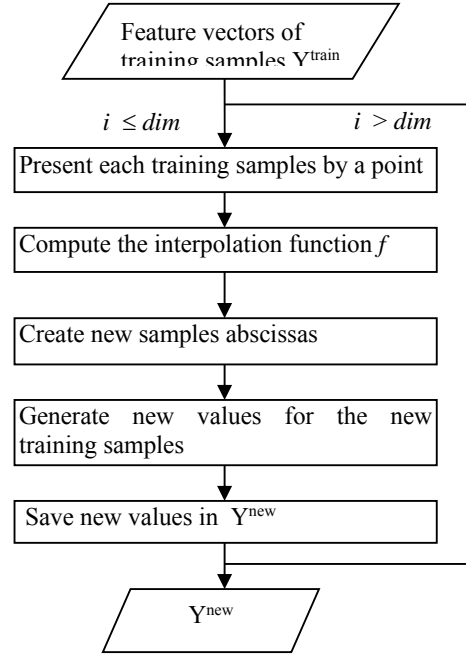 Feature vectors of
training samples Y^train
i ≤ dim
i > dim
Present each training samples by a point
Compute the interpolation function f
Create new samples abscissas
Generate new values for the new
training samples
Save new values in Y^new
Y^new